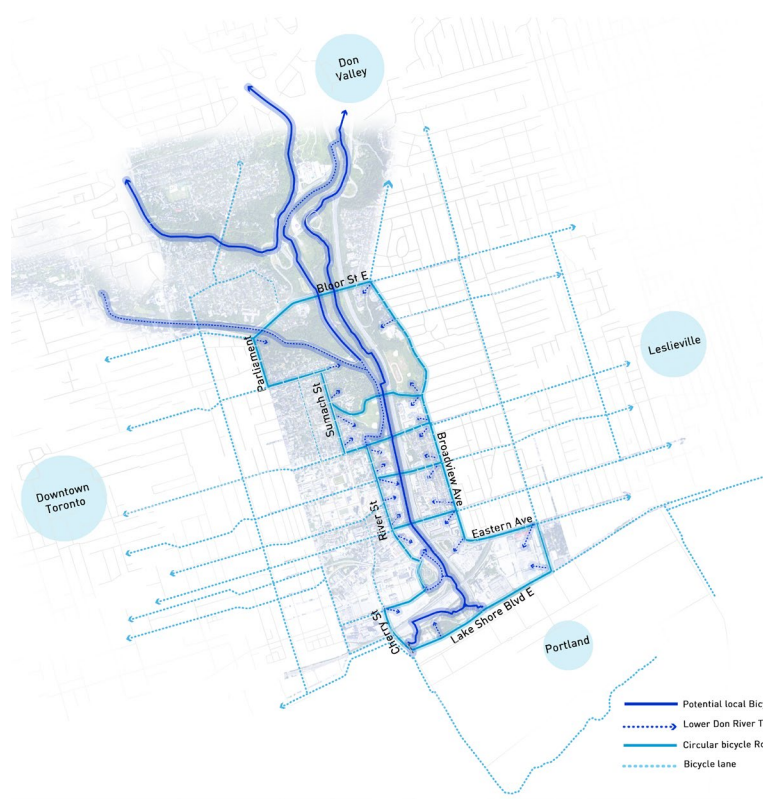 Don
Valley
Bloor St E
Parliament
Sumach St
Leslieville
Downtown
Toronto
River St
Broadview Ave
Eastern Ave
Cherry St
Lake Shore Blvd E
Portland
Potential local Bic
Lower Don River T
Circular bicycle Ro
Bicycle lane